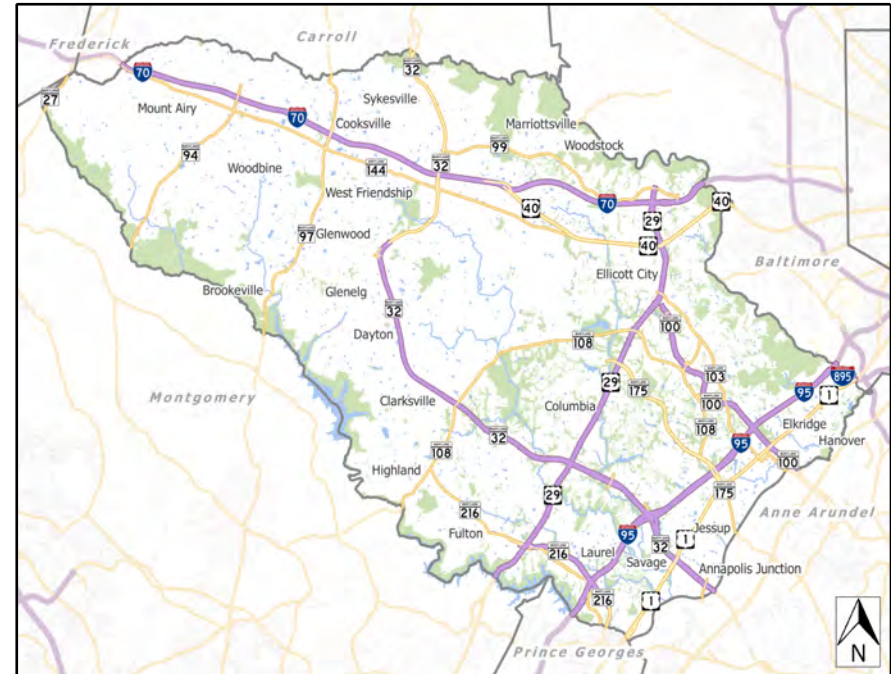 Frederick
Carroll
32
70
27
Mount Airy
Sykesville
70
Cooksville
Marriottsville
99
Woodstock
94
32
Woodbine
144
West Friendship
40
70
29
40
97
Glenwood
40
Baltimore
Ellicott City
Brookeville
Glenelg
32
100
Dayton
108
103
895
29
175
95
1
Montgomery
Clarksville
Columbia
100
Elkridge
108
32
108
95
Hanover
100
Highland
29
175
216
Anne Arundel
Fulton
95
Jessup
1
216
Laurel
32
Savage
Annapolis Junction
216
1
Prince Georges
N